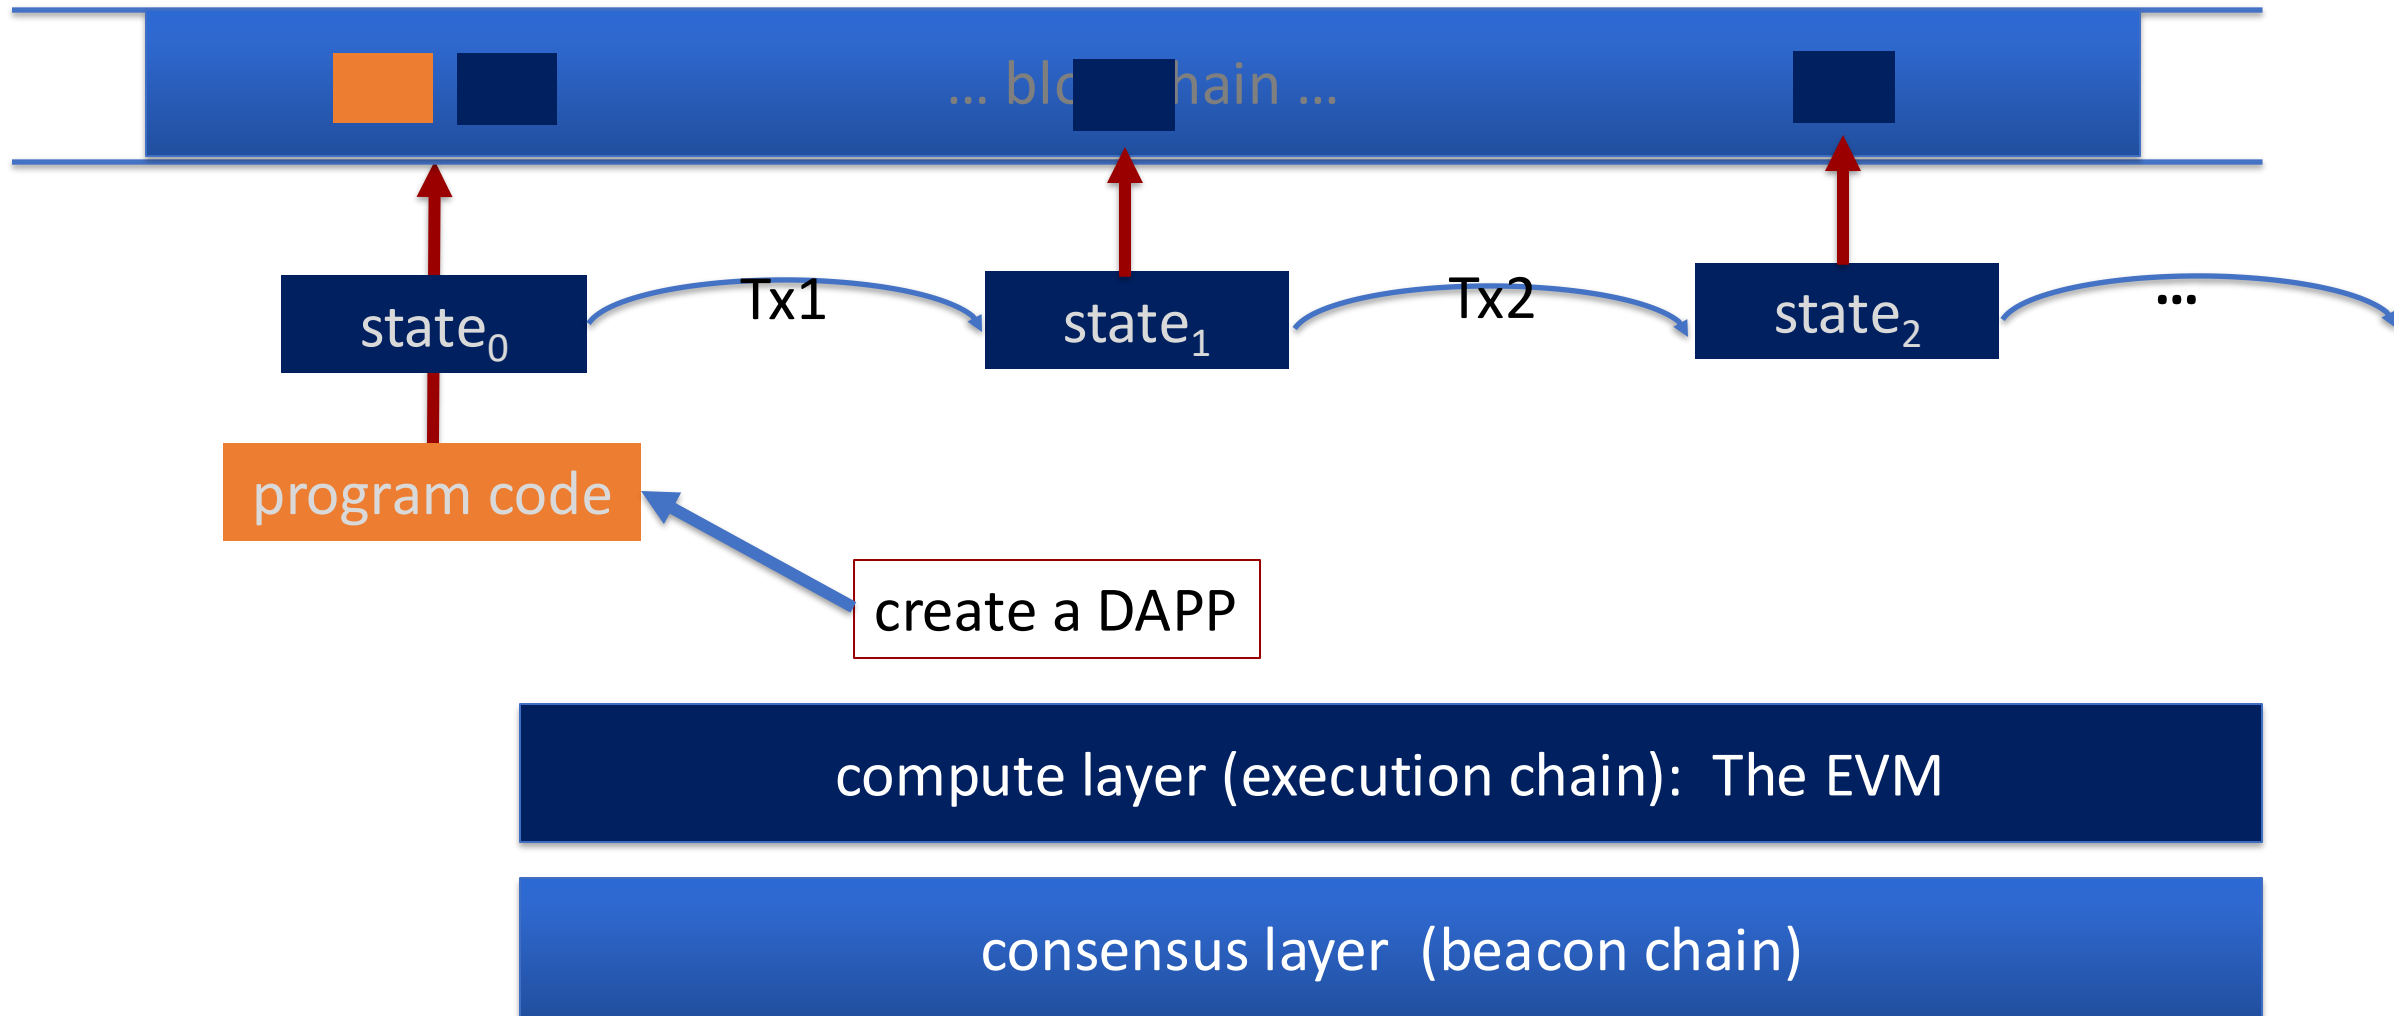 ... blo hain ...
state0
Tx1
state1
Tx2
state2
...
program code
create a DAPP
compute layer (execution chain): The EVM
consensus layer (beacon chain)